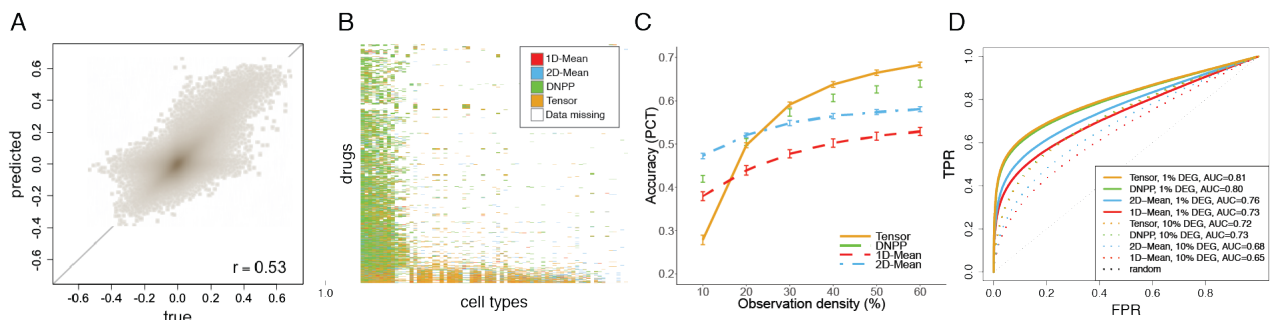 A
0.6
0.4
0.2
0.0
-0.2
-0.4
-0.6
predicted
r = 0.53
-0.6
-0.4
-0.2
0.0
0.2
0.4
0.6
true
1.0
B
drugs
1D-Mean
2D-Mean
DNPP
Tensor
Data missing
cell types
C
Accuracy (PCT)
0.7
0.6
0.5
0.4
0.3
0.2
Tensor
DNPP
1D-Mean
2D-Mean
10
20
30
40
50
60
Observation density (%)
D
TPR
1.0
0.8
0.6
0.4
0.2
0.0
Tensor, 1% DEG, AUC=0.81
DNPP, 1% DEG, AUC=0.80
2D-Mean, 1% DEG, AUC=0.76
1D-Mean, 1% DEG, AUC=0.73
Tensor, 10% DEG, AUC=0.72
DNPP, 10% DEG, AUC=0.73
2D-Mean, 10% DEG, AUC=0.68
1D-Mean, 10% DEG, AUC=0.65
random
0.0
0.2
0.4
0.6
0.8
FPR